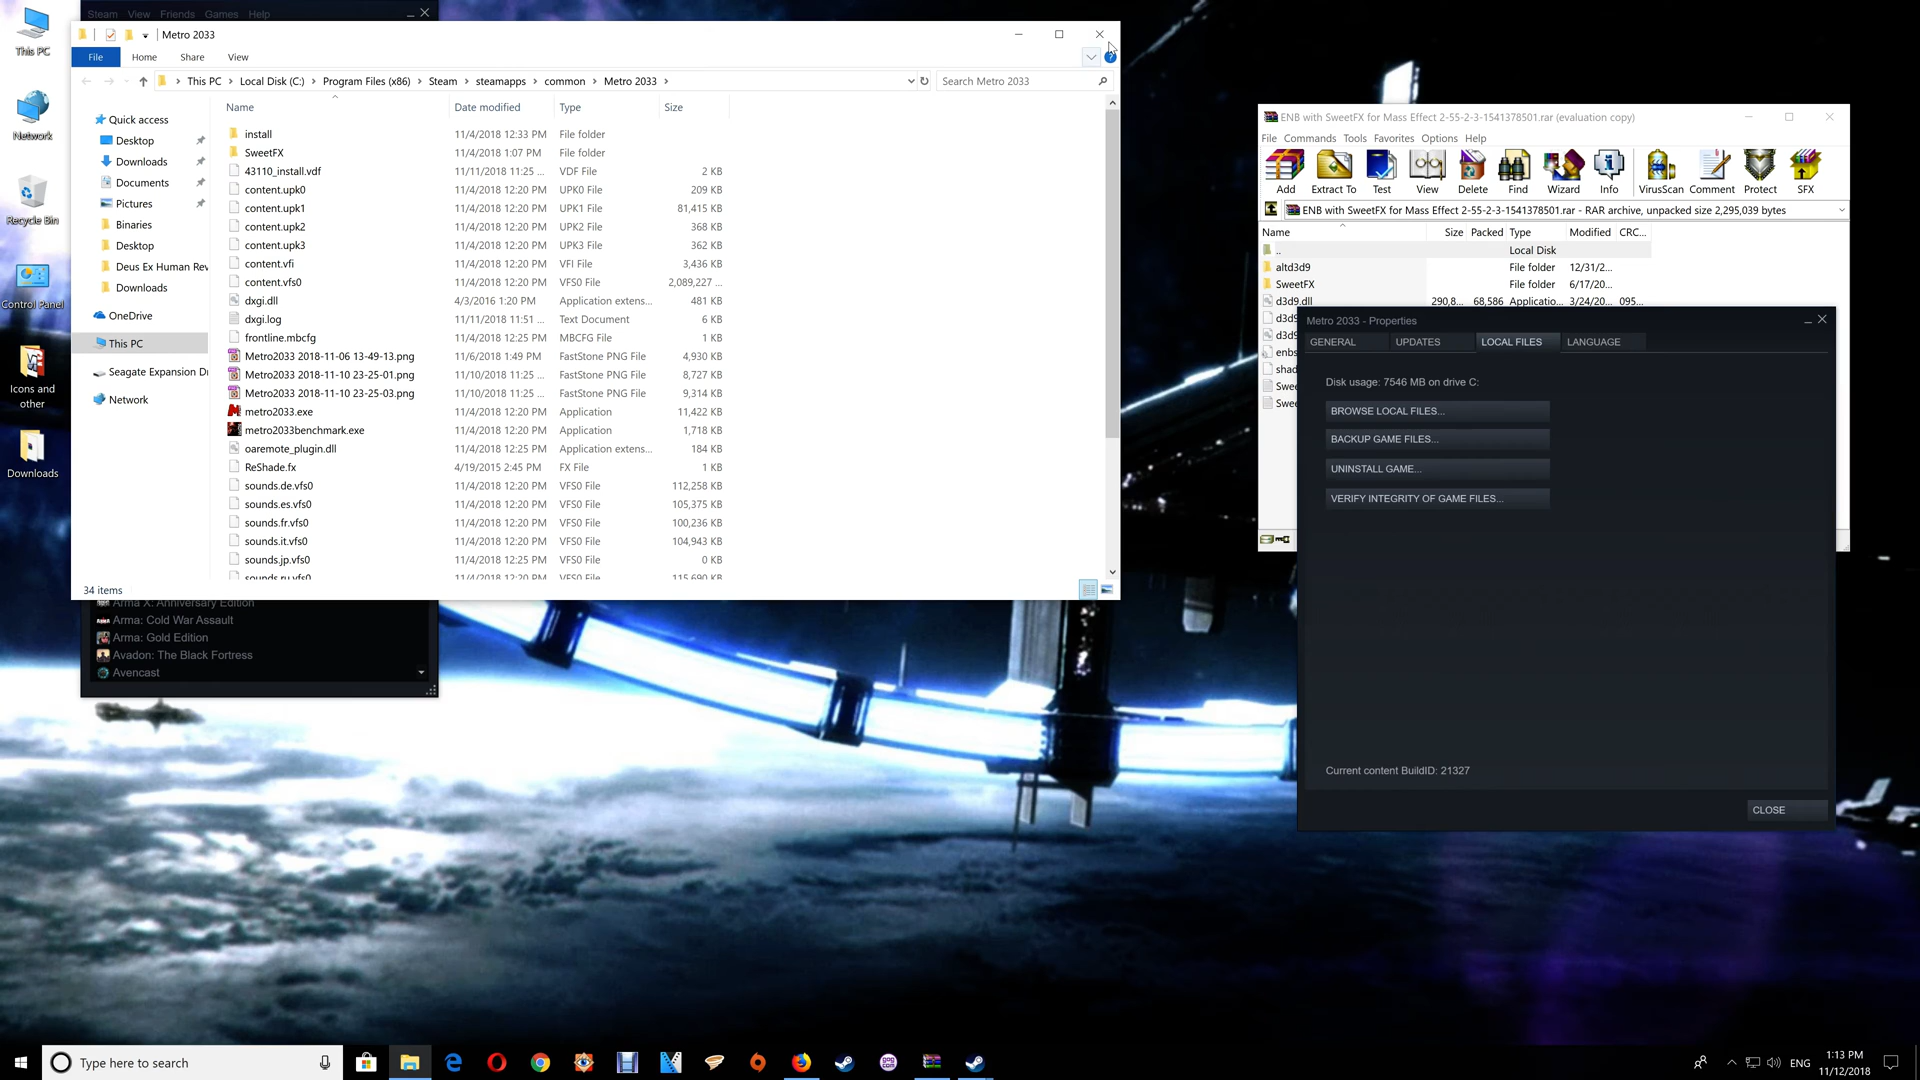 This PC
Network
Recycle Bin
Control Panel
Icons and
other
Downloads
Steam View Friends Games Help
Metro 2033
File Home Share View
This PC Local Disk (C:) Program Files (x86) Steam steamapps common Metro 2033
Search Metro 2033
Quick access
Desktop
Downloads
Documents
Pictures
Binaries
Desktop
Deus Ex Human Rev
Downloads
OneDrive
This PC
Seagate Expansion Dr
Network
Name Date modified Type Size
install 11/4/2018 12:33 PM File folder
SweetFX 11/4/2018 1:07 PM File folder
43110_install.vdf 11/11/2018 11:25 ... VDF File 2 KB
content.upk0 11/4/2018 12:20 PM UPK0 File 209 KB
content.upk1 11/4/2018 12:20 PM UPK1 File 81,415 KB
content.upk2 11/4/2018 12:20 PM UPK2 File 368 KB
content.upk3 11/4/2018 12:20 PM UPK3 File 362 KB
content.vfi 11/4/2018 12:20 PM VFI File 3,436 KB
content.vfs0 11/4/2018 12:20 PM VFS0 File 2,089,227 ...
dxgi.dll 4/3/2016 1:20 PM Application extens... 481 KB
dxgi.log 11/11/2018 11:51 ... Text Document 6 KB
frontline.mbcfg 11/4/2018 12:25 PM MBCFG File 1 KB
Metro2033 2018-11-06 13-49-13.png 11/6/2018 1:49 PM FastStone PNG File 4,930 KB
Metro2033 2018-11-10 23-25-01.png 11/10/2018 11:25 ... FastStone PNG File 8,727 KB
Metro2033 2018-11-10 23-25-03.png 11/10/2018 11:25 ... FastStone PNG File 9,314 KB
metro2033.exe 11/4/2018 12:20 PM Application 11,422 KB
metro2033benchmark.exe 11/4/2018 12:20 PM Application 1,718 KB
oaremote_plugin.dll 11/4/2018 12:25 PM Application extens... 184 KB
ReShade.fx 4/19/2015 2:45 PM FX File 1 KB
sounds.de.vfs0 11/4/2018 12:20 PM VFS0 File 112,258 KB
sounds.es.vfs0 11/4/2018 12:20 PM VFS0 File 105,375 KB
sounds.fr.vfs0 11/4/2018 12:20 PM VFS0 File 100,236 KB
sounds.it.vfs0 11/4/2018 12:20 PM VFS0 File 104,943 KB
sounds.jp.vfs0 11/4/2018 12:25 PM VFS0 File 0 KB
sounds.ru.vfs0 11/4/2018 12:20 PM VFS0 File 115,690 KB
34 items
Arma X: Anniversary Edition
Arma: Cold War Assault
Arma: Gold Edition
Avadon: The Black Fortress
Avencast
ENB with SweetFX for Mass Effect 2-55-2-3-1541378501.rar (evaluation copy)
File Commands Tools Favorites Options Help
Add Extract To Test View Delete Find Wizard Info VirusScan Comment Protect SFX
ENB with SweetFX for Mass Effect 2-55-2-3-1541378501.rar - RAR archive, unpacked size 2,295,039 bytes
Name Size Packed Type Modified CRC...
.. Local Disk
altd3d9 File folder 12/31/2...
SweetFX File folder 6/17/20...
d3d9.dll 290,8... 68,586 Applicatio... 3/24/20... 095...
d3d9
d3d9
enbs
shad
Swee
Swee
Metro 2033 - Properties
GENERAL UPDATES LOCAL FILES LANGUAGE
Disk usage: 7546 MB on drive C:
BROWSE LOCAL FILES...
BACKUP GAME FILES...
UNINSTALL GAME...
VERIFY INTEGRITY OF GAME FILES...
Current content BuildID: 21327
CLOSE
Type here to search
ENG
1:13 PM
11/12/2018